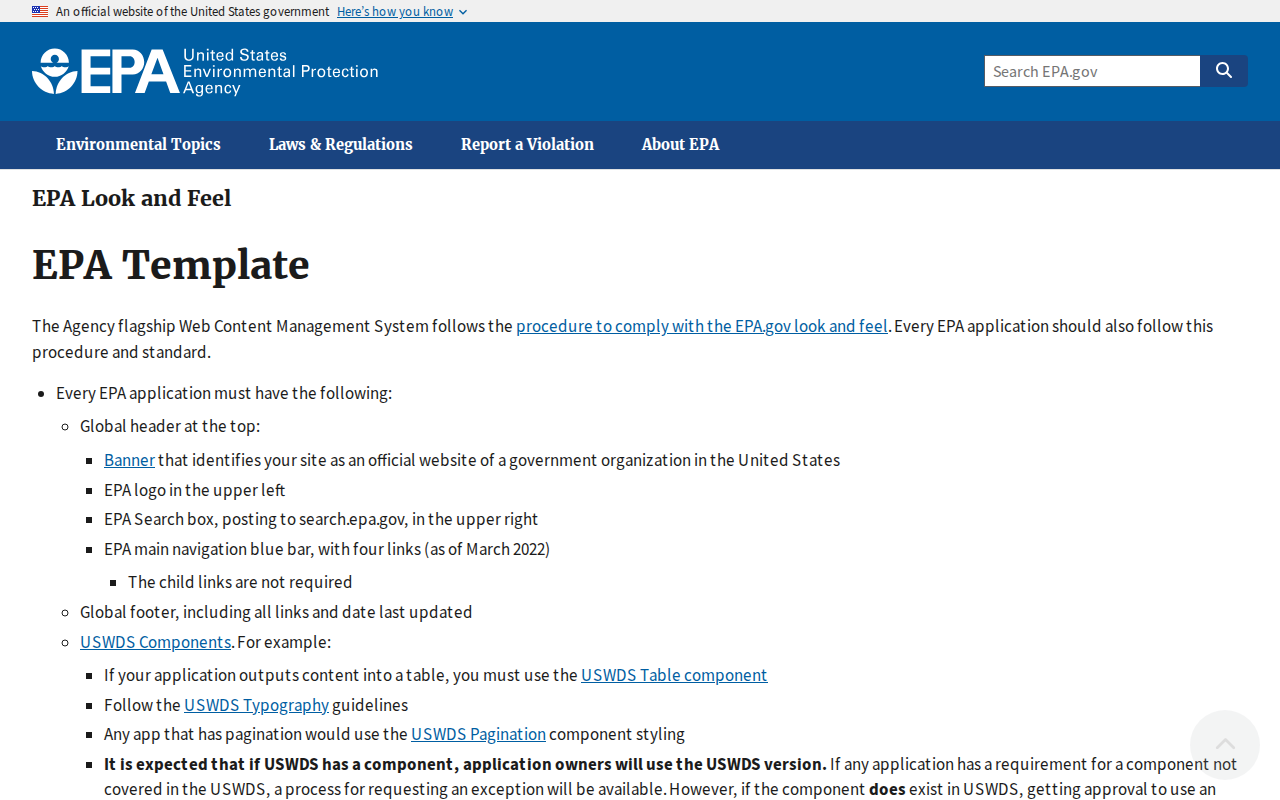 An official website of the United States government Here's how you know
EPA United States
Environmental Protection
Agency
Search EPA.gov
Environmental Topics Laws & Regulations Report a Violation About EPA
EPA Look and Feel
EPA Template
The Agency flagship Web Content Management System follows the procedure to comply with the EPA.gov look and feel. Every EPA application should also follow this
procedure and standard.
Every EPA application must have the following:
Global header at the top:
Banner that identifies your site as an official website of a government organization in the United States
EPA logo in the upper left
EPA Search box, posting to search.epa.gov, in the upper right
EPA main navigation blue bar, with four links (as of March 2022)
The child links are not required
Global footer, including all links and date last updated
USWDS Components. For example:
If your application outputs content into a table, you must use the USWDS Table component
Follow the USWDS Typography guidelines
Any app that has pagination would use the USWDS Pagination component styling
It is expected that if USWDS has a component, application owners will use the USWDS version. If any application has a requirement for a component not
covered in the USWDS, a process for requesting an exception will be available. However, if the component does exist in USWDS, getting approval to use an